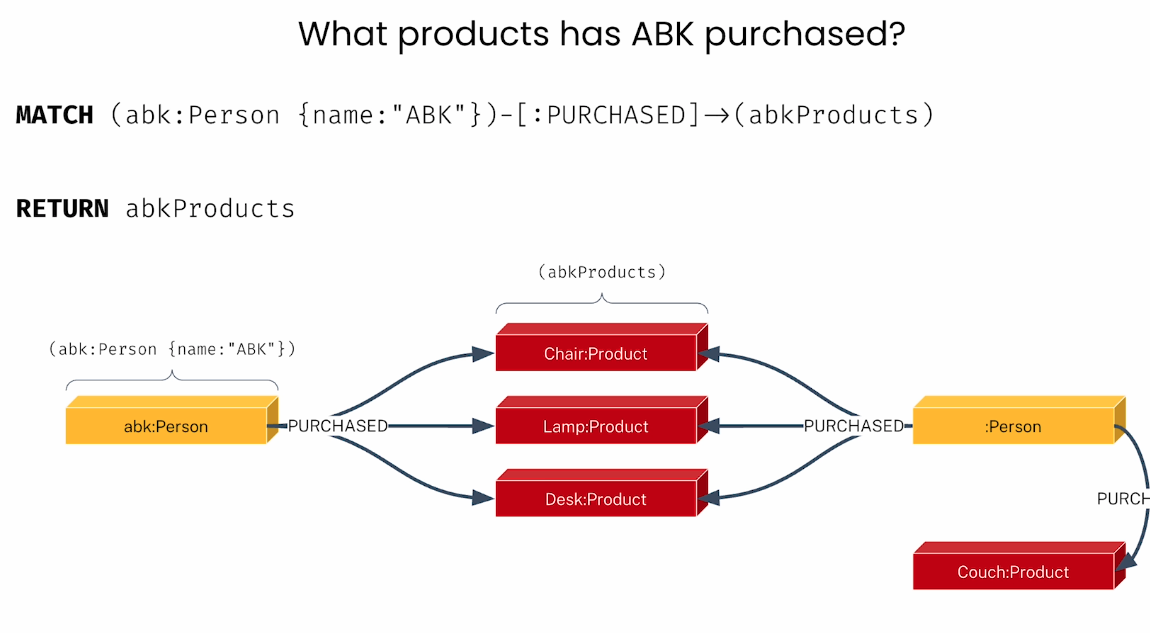 What products has ABK purchased?
MATCH (abk:Person {name:"ABK"})-[:PURCHASED]->(abkProducts)
RETURN abkProducts
(abkProducts)
(abk:Person {name:"ABK"})
Chair:Product
abk:Person
PURCHASED
Lamp:Product
PURCHASED
:Person
Desk:Product
PURCH
Couch:Product